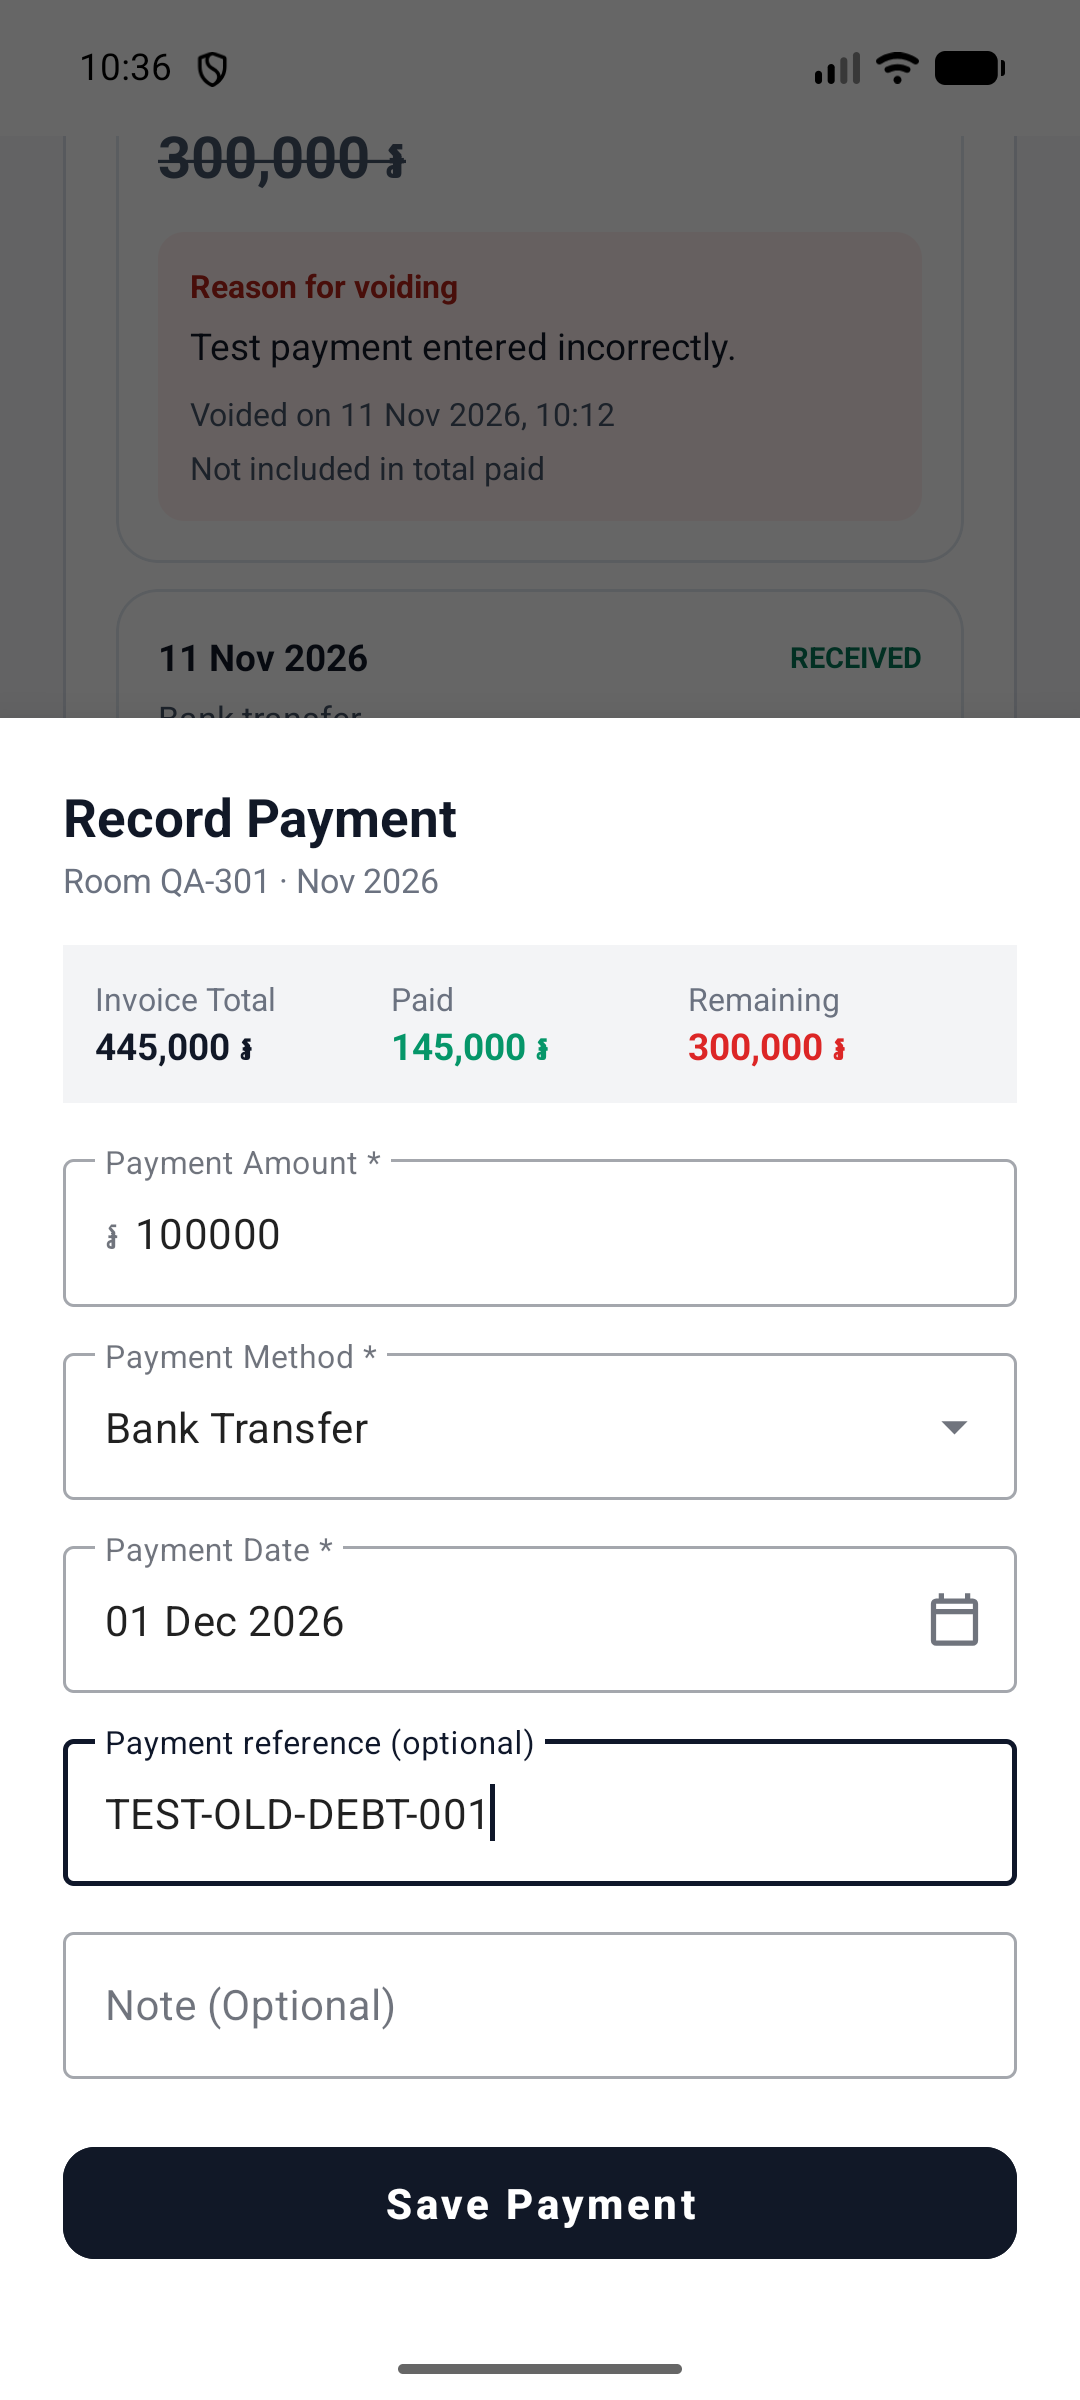 10:36
300,000 ៛
Reason for voiding
Test payment entered incorrectly.
Voided on 11 Nov 2026, 10:12
Not included in total paid
11 Nov 2026
RECEIVED
Bank transfer
Record Payment
Room QA-301 · Nov 2026
Invoice Total
445,000 ៛
Paid
145,000 ៛
Remaining
300,000 ៛
Payment Amount *
៛ 100000
Payment Method *
Bank Transfer
Payment Date *
01 Dec 2026
Payment reference (optional)
TEST-OLD-DEBT-001
Note (Optional)
Save Payment